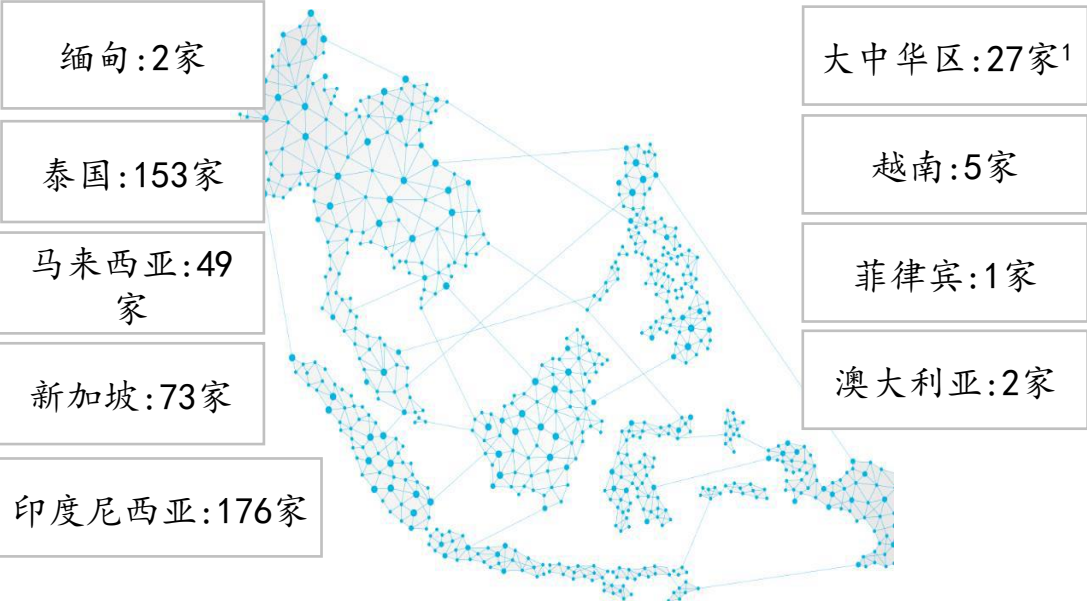 缅甸:2家
泰国:153家
马来西亚:49
家
新加坡:73家
印度尼西亚:176家
大中华区:27家¹
越南:5家
菲律宾:1家
澳大利亚:2家